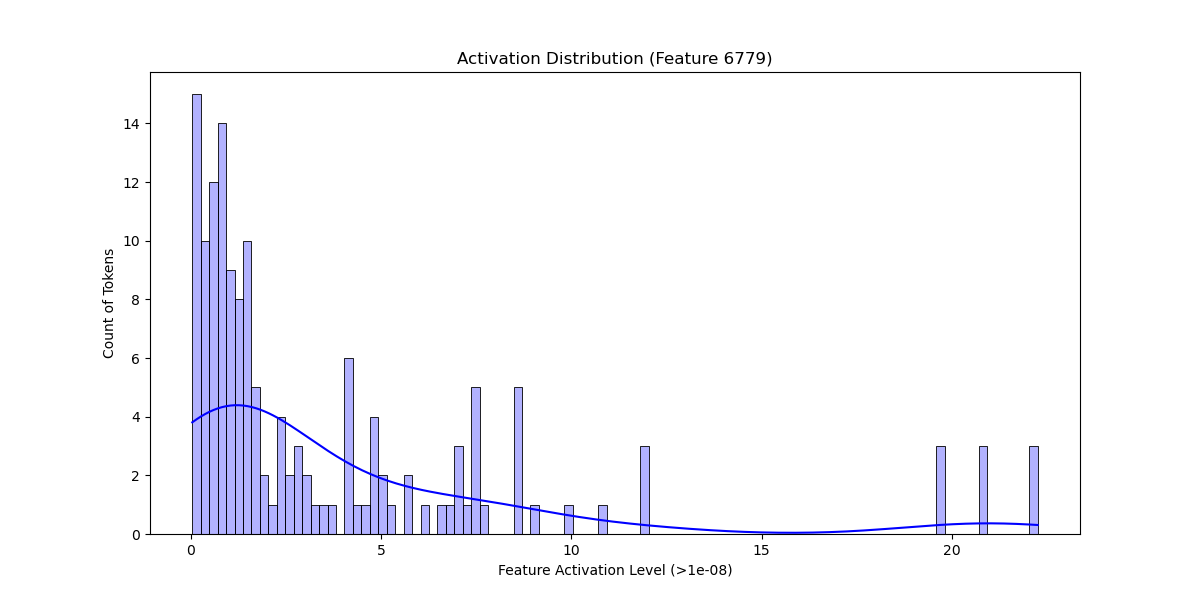 Activation Distribution (Feature 6779)
14
12
10
8
6
4
2
0
Count of Tokens
0 5 10 15 20
Feature Activation Level (>1e-08)